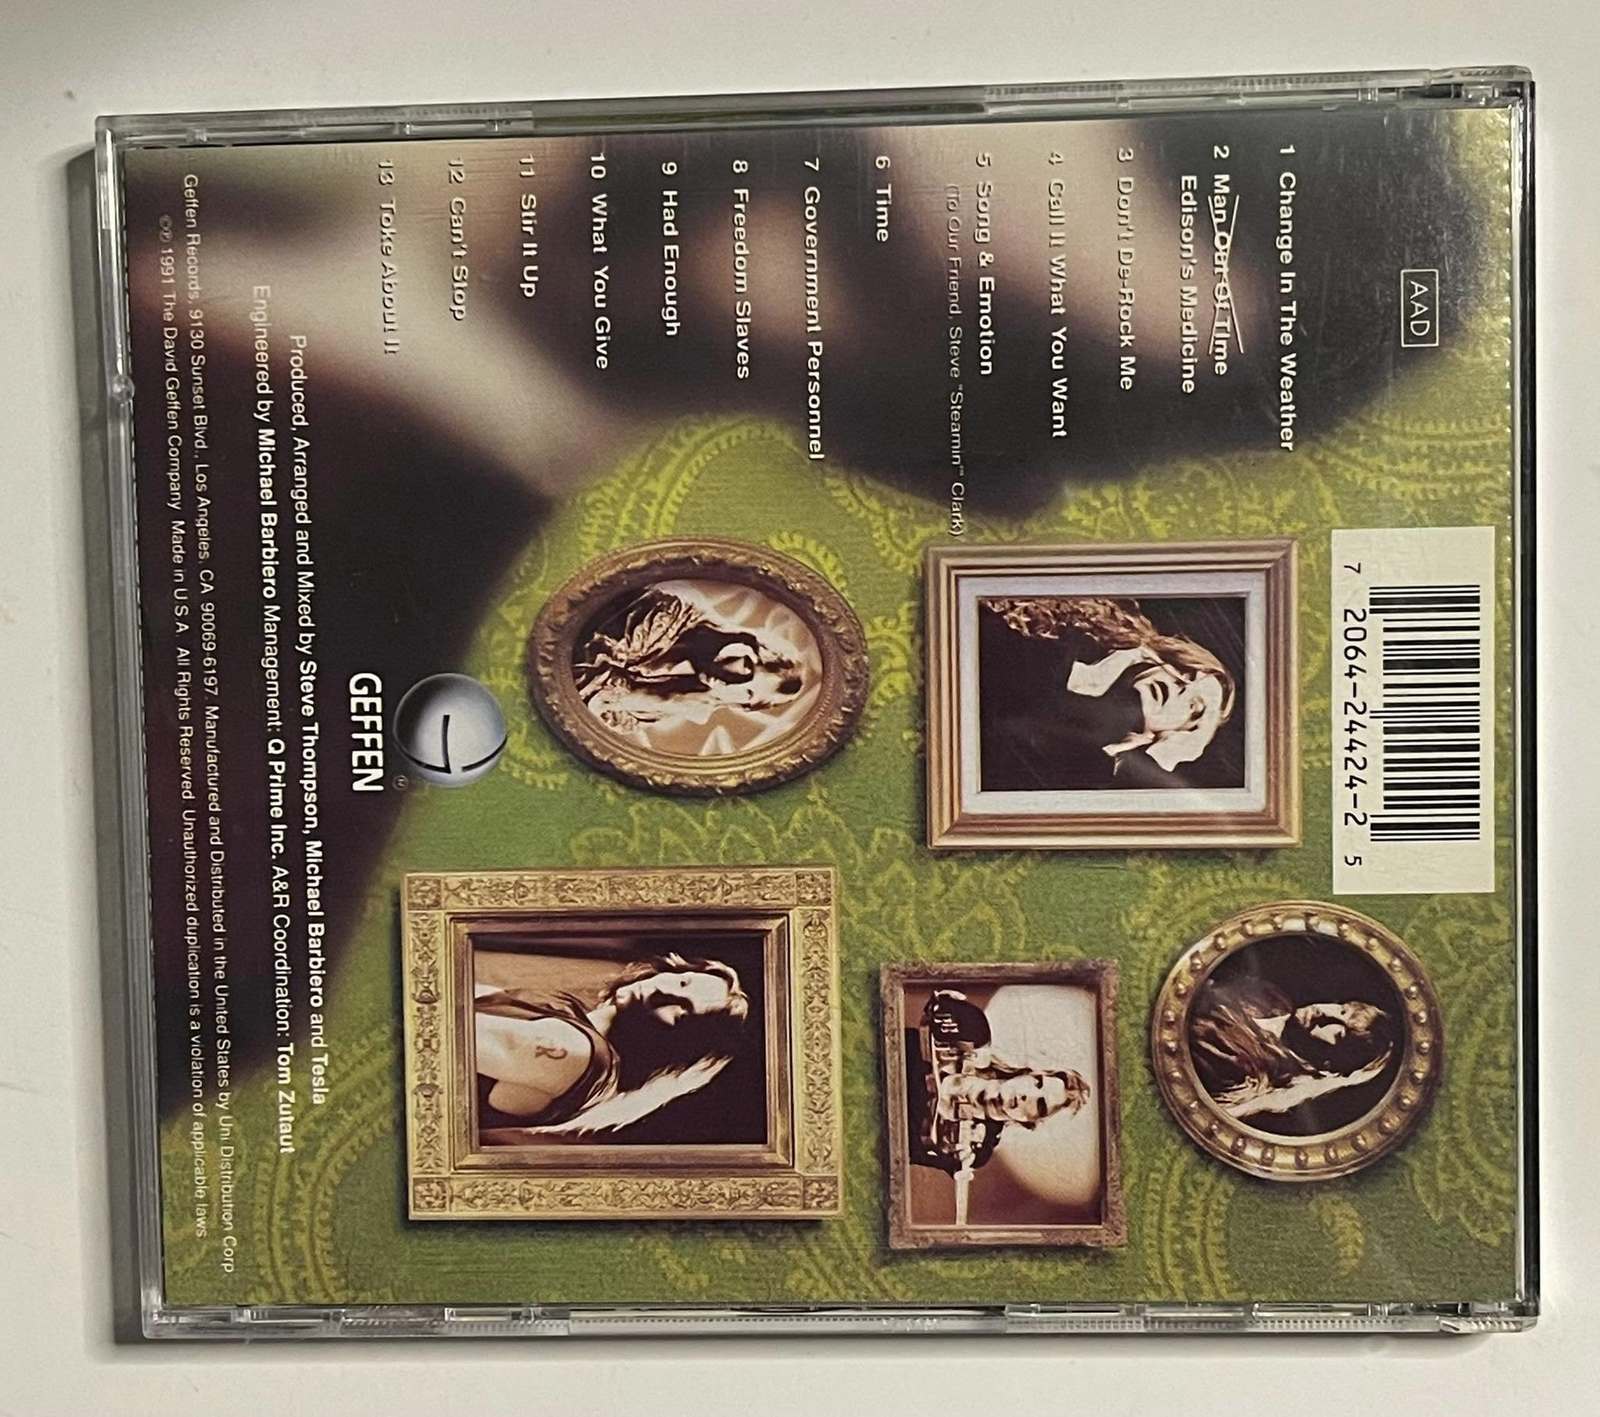 AAD
7 20644-24424-2 5
1 Change In The Weather
2 Man Out Of Time
Edison's Medicine
3 Don't De-Rock Me
4 Call It What You Want
5 Song & Emotion
(To Our Friend, Steve "Steamin'" Clark)
6 Time
7 Government Personnel
8 Freedom Slaves
9 Had Enough
10 What You Give
11 Stir It Up
12 Can't Stop
13 Toke About It
R
GEFFEN
Produced, Arranged and Mixed by Steve Thompson, Michael Barbiero and Tesla
Engineered by Michael Barbiero Management: Q Prime Inc. A&R Coordination: Tom Zutaut
Geffen Records, 9130 Sunset Blvd., Los Angeles, CA 90069-6197. Manufactured and Distributed in the United States by Uni Distribution Corp
©℗ 1991 The David Geffen Company Made in U.S.A. All Rights Reserved. Unauthorized duplication is a violation of applicable laws